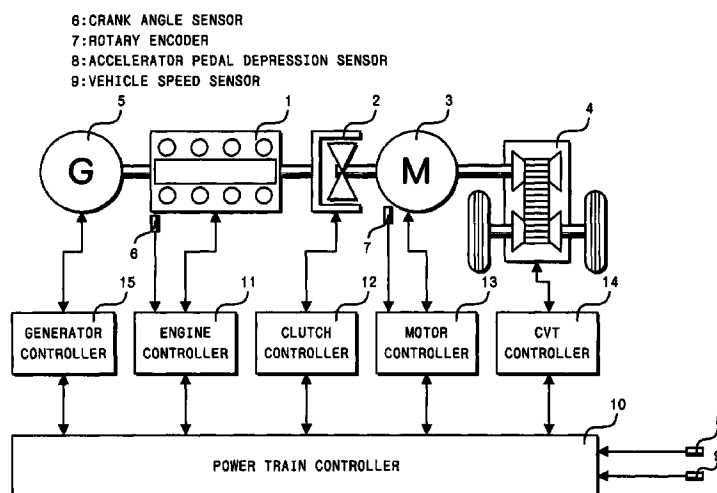 6:CRANK ANGLE SENSOR
7:ROTARY ENCODER
8:ACCELERATOR PEDAL DEPRESSION SENSOR
9:VEHICLE SPEED SENSOR
5 1 2 3 4
G M
6 7
15 11 12 13 14
GENERATOR CONTROLLER
ENGINE CONTROLLER
CLUTCH CONTROLLER
MOTOR CONTROLLER
CVT CONTROLLER
10
POWER TRAIN CONTROLLER